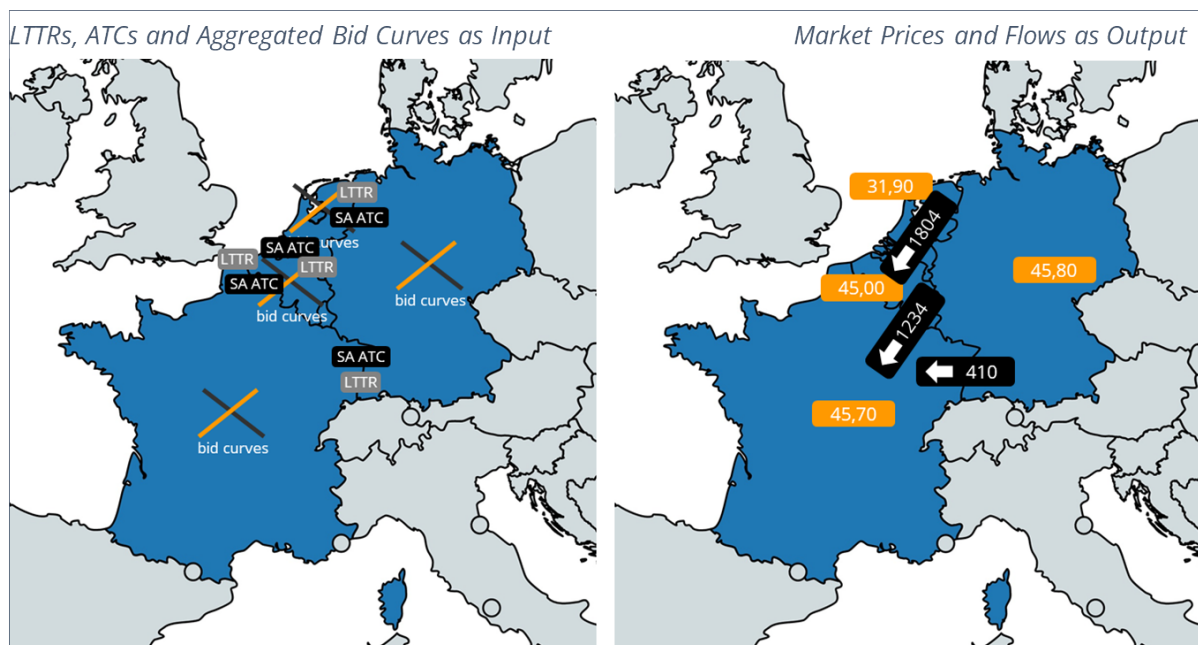 LTTRs, ATCs and Aggregated Bid Curves as Input
LTTR
SA ATC
curves
SA ATC
LTTR
LTTR
SA ATC
bid curves
bid curves
SA ATC
LTTR
bid curves
Market Prices and Flows as Output
31,90
1804
45,80
45,00
1234
410
45,70